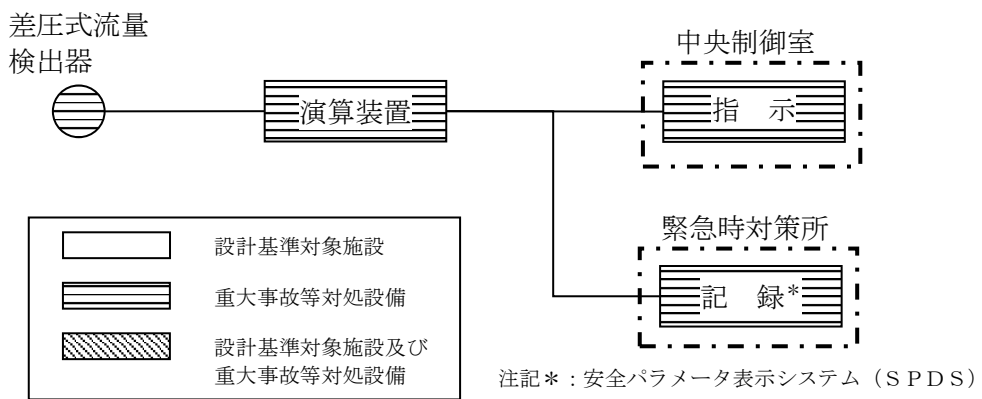 差圧式流量
検出器
中央制御室
演算装置
指　示
緊急時対策所
記　録*
設計基準対象施設
重大事故等対処設備
設計基準対象施設及び
重大事故等対処設備
注記＊：安全パラメータ表示システム（ＳＰＤＳ）